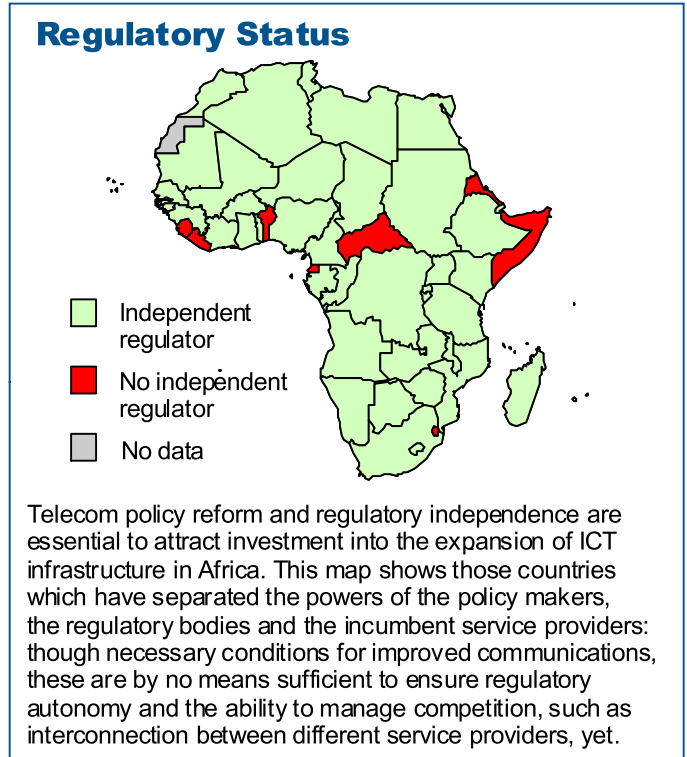 Regulatory Status
Independent
regulator
No independent
regulator
No data
Telecom policy reform and regulatory independence are
essential to attract investment into the expansion of ICT
infrastructure in Africa. This map shows those countries
which have separated the powers of the policy makers,
the regulatory bodies and the incumbent service providers:
though necessary conditions for improved communications,
these are by no means sufficient to ensure regulatory
autonomy and the ability to manage competition, such as
interconnection between different service providers, yet.